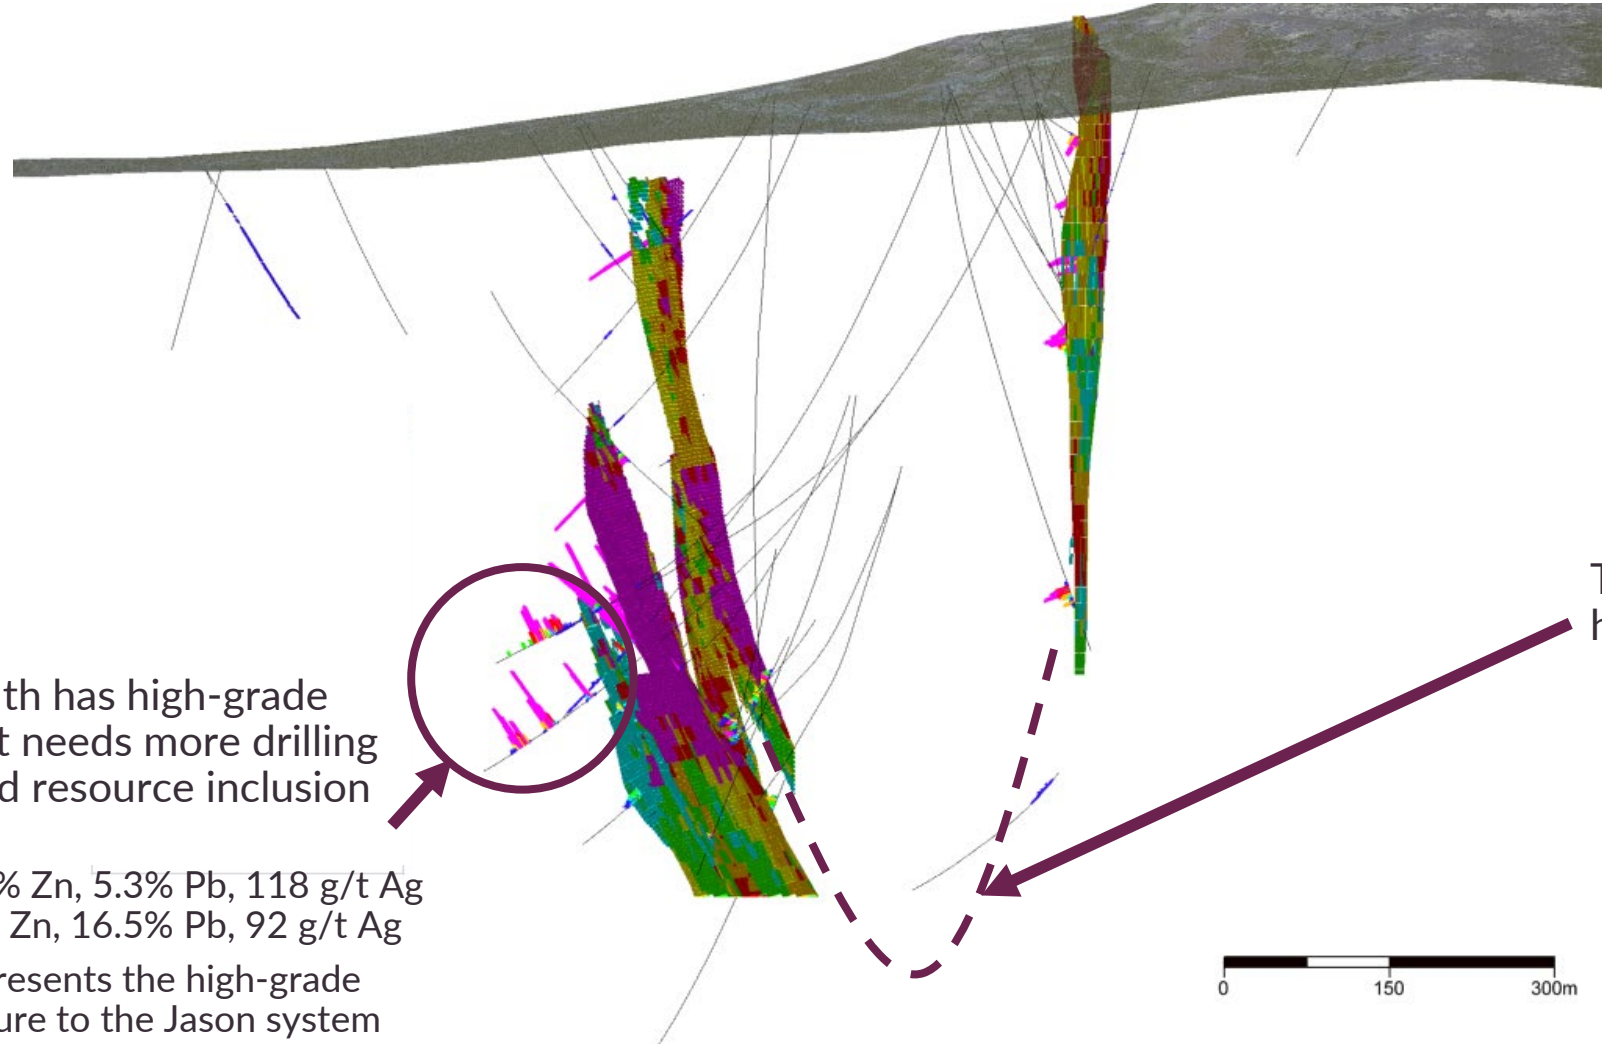 th has high-grade
t needs more drilling
d resource inclusion
% Zn, 5.3% Pb, 118 g/t Ag
Zn, 16.5% Pb, 92 g/t Ag
resents the high-grade
ure to the Jason system
T
h
0 150 300m